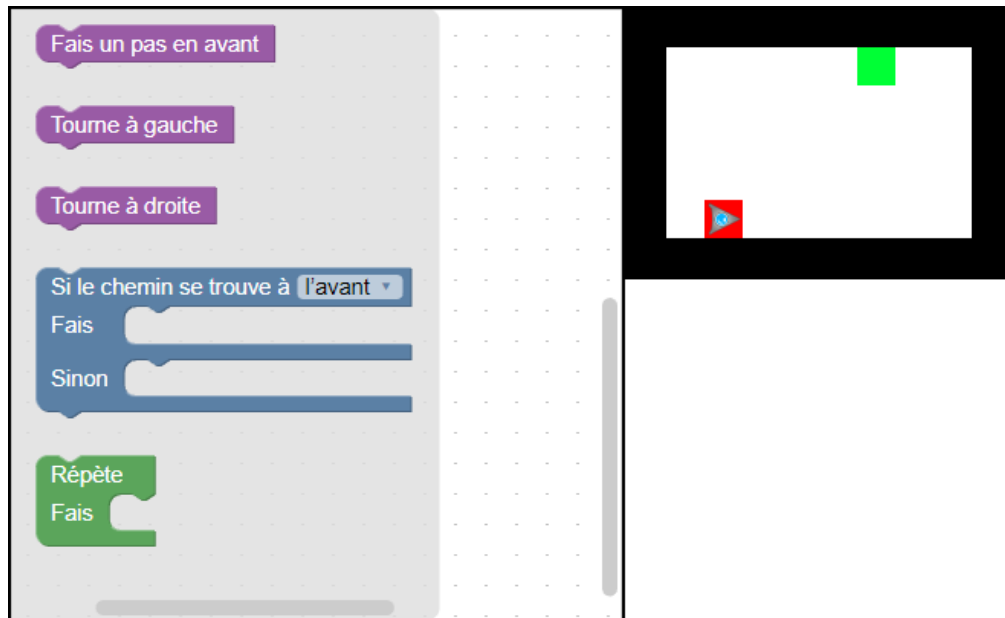 Fais un pas en avant
Tourne à gauche
Tourne à droite
Si le chemin se trouve à l'avant
Fais
Sinon
Répète
Fais